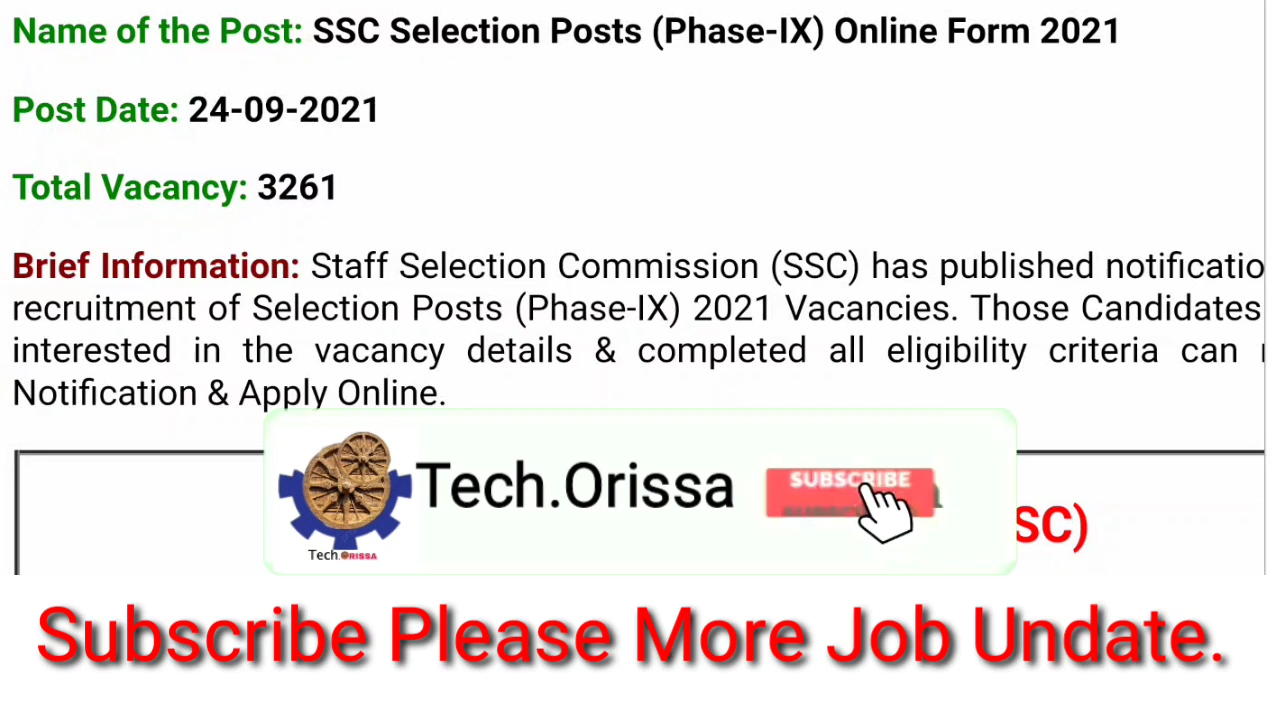 Name of the Post: SSC Selection Posts (Phase-IX) Online Form 2021
Post Date: 24-09-2021
Total Vacancy: 3261
Brief Information: Staff Selection Commission (SSC) has published notificatio
recruitment of Selection Posts (Phase-IX) 2021 Vacancies. Those Candidates
interested in the vacancy details & completed all eligibility criteria can
Notification & Apply Online.
Tech.Orissa
SUBSCRIBE
Tech.ORISSA
SC)
Subscribe Please More Job Undate.